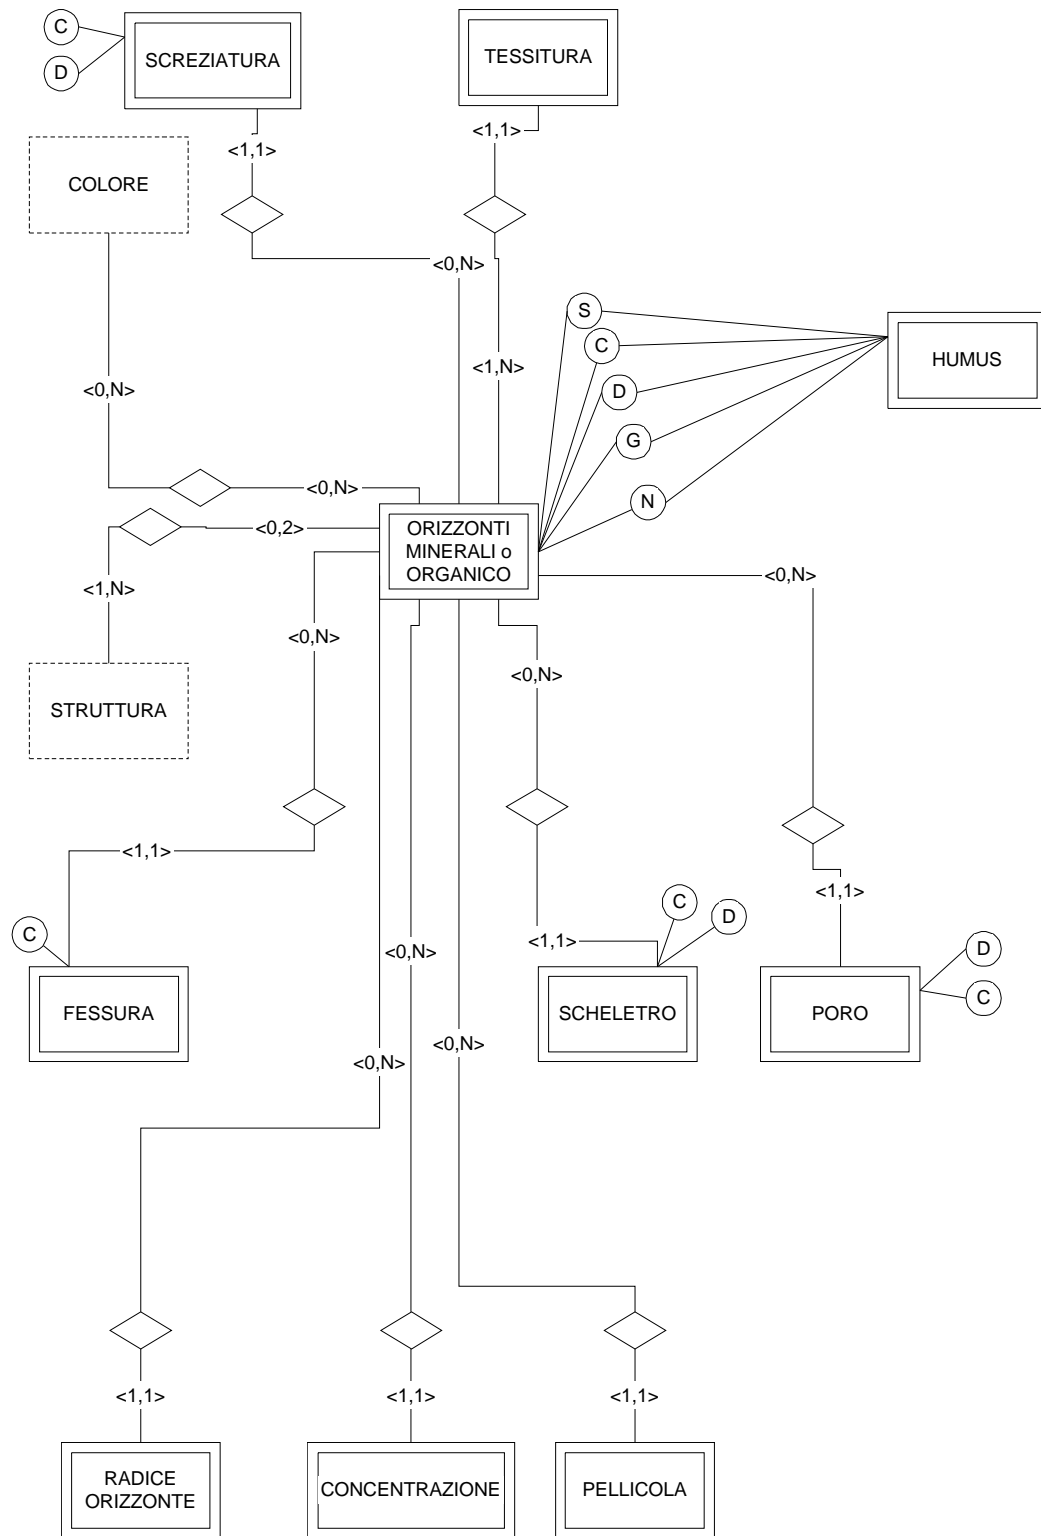 C
SCREZIATURA
TESSITURA
D
<1,1>
<1,1>
COLORE
<0,N>
S
C
HUMUS
<1,N>
<0,N>
D
G
<0,N>
N
<0,2>
ORIZZONTI
MINERALI o
ORGANICO
<1,N>
<0,N>
<0,N>
<0,N>
STRUTTURA
<1,1>
<1,1>
C
C
D
<1,1>
<0,N>
D
FESSURA
SCHELETRO
PORO
C
<0,N>
<0,N>
<1,1>
<1,1>
<1,1>
RADICE
ORIZZONTE
CONCENTRAZIONE
PELLICOLA